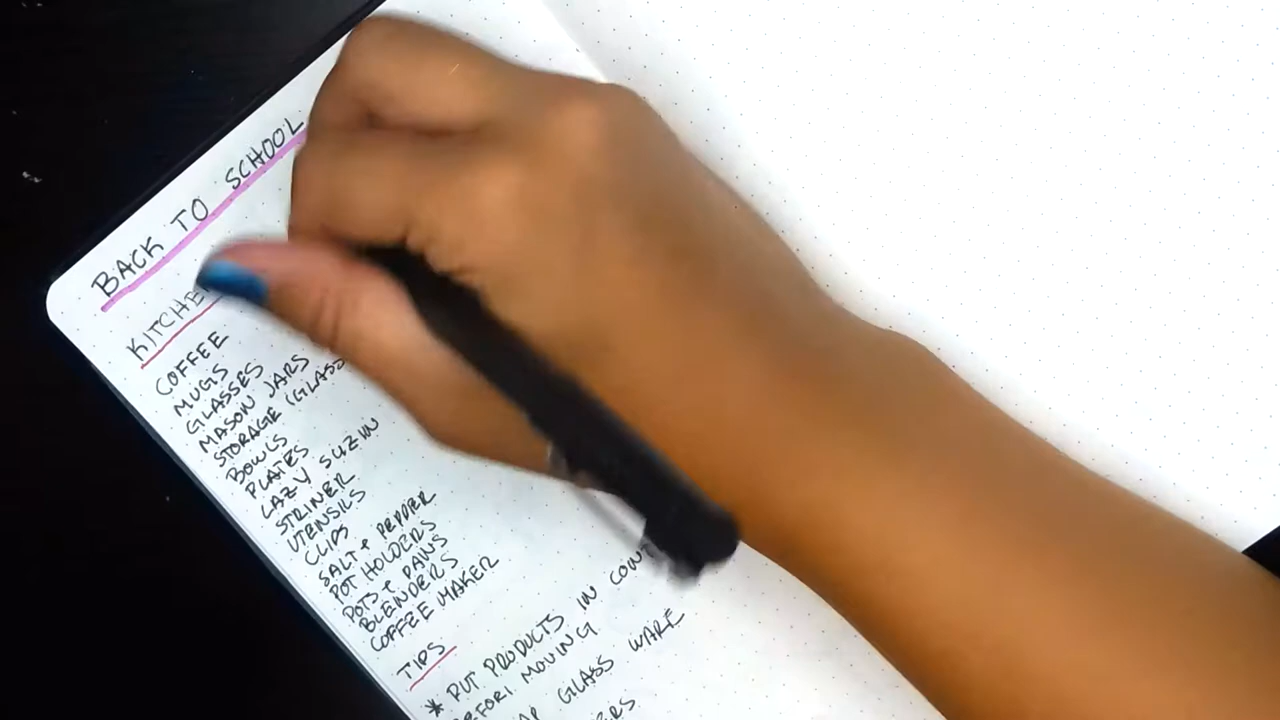 BACK TO SCHOOL
KITCHE
COFFEE
MUGS
GLASSES
MASON JARS
STORAGE (GLASS
BOWLS
PLATES
LAZY SUZIN
STRINER
UTENSILS
CLIPS
SALT & PEPPER
POT HOLDERS
POTS & PANS
BLENDERS
COFFEE MAKER
TIPS
* PUT PRODUCTS IN CONT
BEFORE MOVING
GLASS WARE